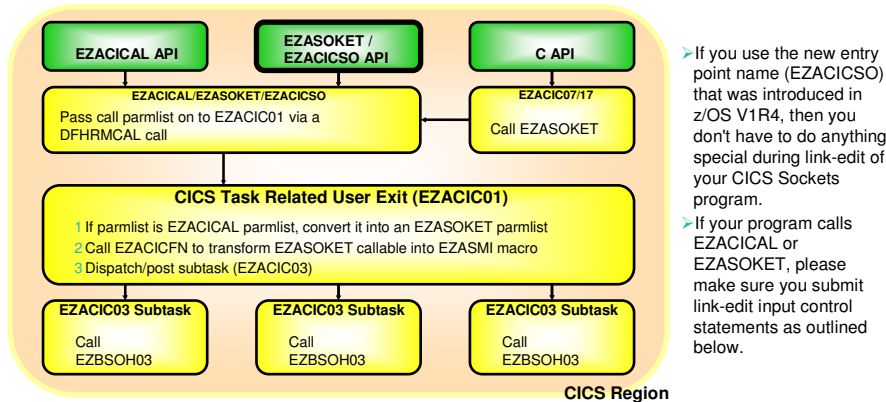 EZACICAL API
EZASOKET /
EZACICSO API
C API
EZACICAL/EZASOKET/EZACICSO
Pass call parmlist on to EZACIC01 via a
DFHRMCAL call
EZACIC07/17
Call EZASOKET
CICS Task Related User Exit (EZACIC01)
1 If parmlist is EZACICAL parmlist, convert it into an EZASOKET parmlist
2 Call EZACICFN to transform EZASOKET callable into EZASMI macro
3 Dispatch/post subtask (EZACIC03)
EZACIC03 Subtask
Call
EZBSOH03
EZACIC03 Subtask
Call
EZBSOH03
EZACIC03 Subtask
Call
EZBSOH03
CICS Region
➢If you use the new entry
point name (EZACICSO)
that was introduced in
z/OS V1R4, then you
don't have to do anything
special during link-edit of
your CICS Sockets
program.
➢If your program calls
EZACICAL or
EZASOKET, please
make sure you submit
link-edit input control
statements as outlined
below.